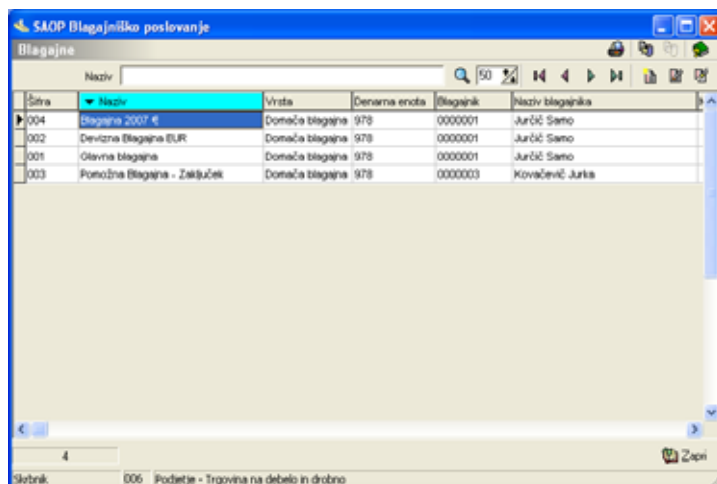 SAOP Blagajniško poslovanje
Blagajne
Naziv 50
Šifra Naziv Vrsta Denarna enota Blagajnik Naziv blagajnika
004 Blagajna 2007 € Domača blagajna 978 0000001 Jurčič Samo
002 Devizna Blagajna EUR Domača blagajna 978 0000001 Jurčič Samo
001 Glavna blagajna Domača blagajna 978 0000001 Jurčič Samo
003 Pomožna Blagajna - Zaključek Domača blagajna 978 0000003 Kovačevič Jurka
4 Zapri
Skrbnik 006 Podjetje - Trgovina na debelo in drobno